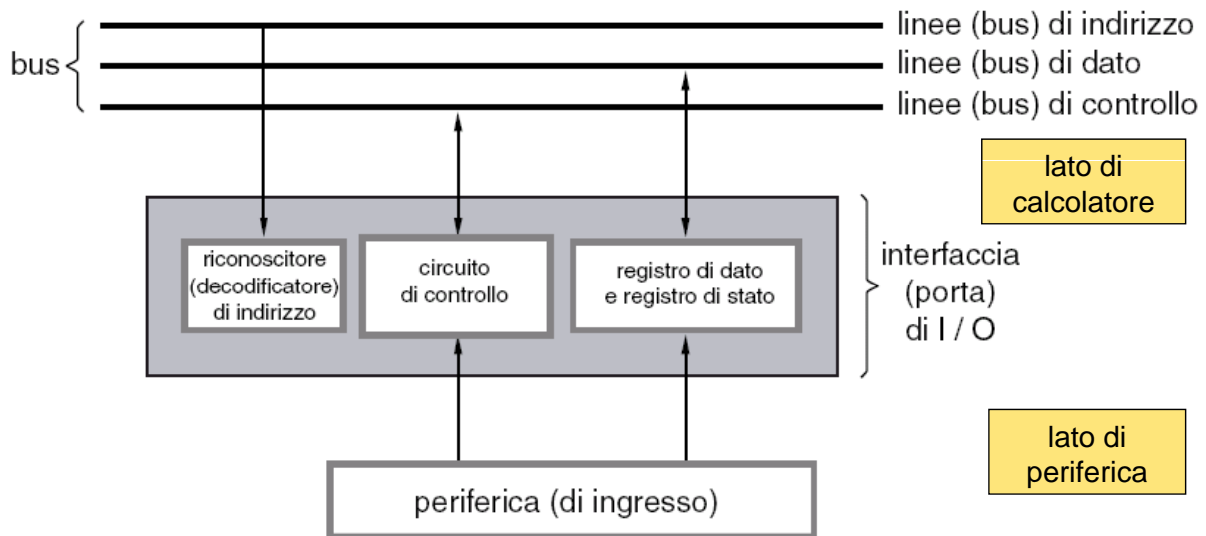 bus
linee (bus) di indirizzo
linee (bus) di dato
linee (bus) di controllo
lato di
calcolatore
riconoscitore
(decodificatore)
di indirizzo
circuito
di controllo
registro di dato
e registro di stato
interfaccia
(porta)
di I / O
lato di
periferica
periferica (di ingresso)